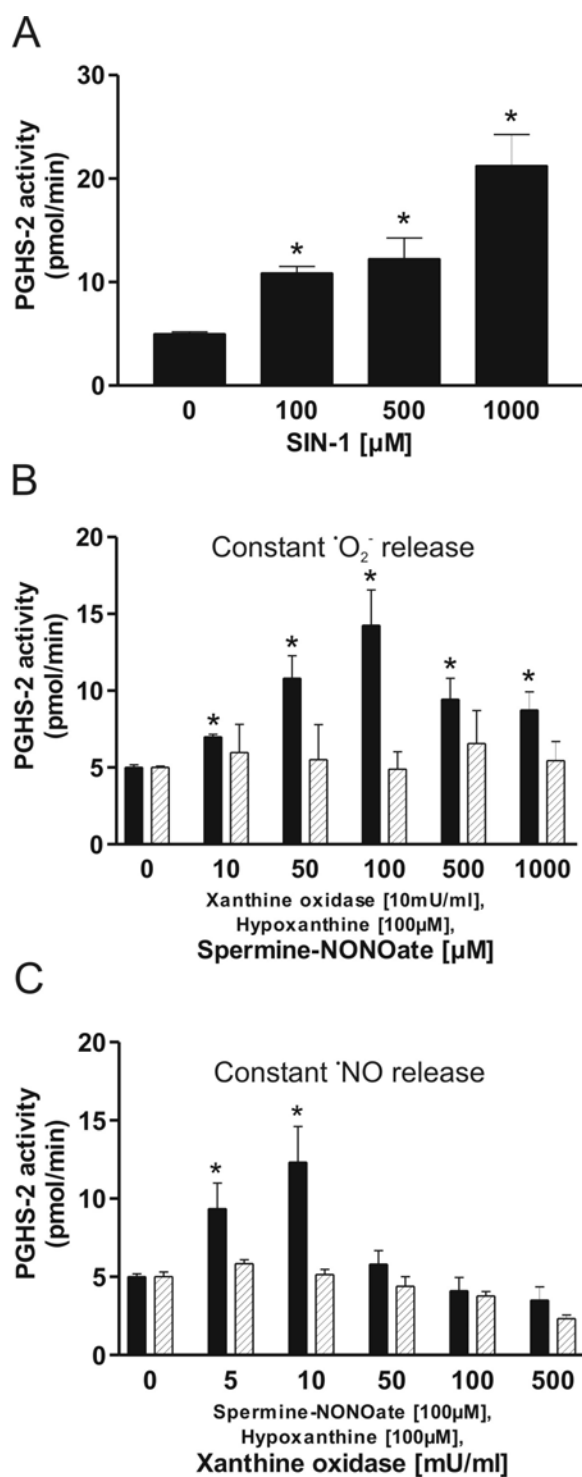 A
PGHS-2 activity
(pmol/min)
30
20
10
0
*
*
*
0 100 500 1000
SIN-1 [µM]
B
Constant ˙O₂⁻ release
PGHS-2 activity
(pmol/min)
20
15
10
5
0
*
*
*
*
*
0 10 50 100 500 1000
Xanthine oxidase [10mU/ml],
Hypoxanthine [100µM],
Spermine-NONOate [µM]
C
Constant ˙NO release
PGHS-2 activity
(pmol/min)
20
15
10
5
0
*
*
0 5 10 50 100 500
Spermine-NONOate [100µM],
Hypoxanthine [100µM],
Xanthine oxidase [mU/ml]